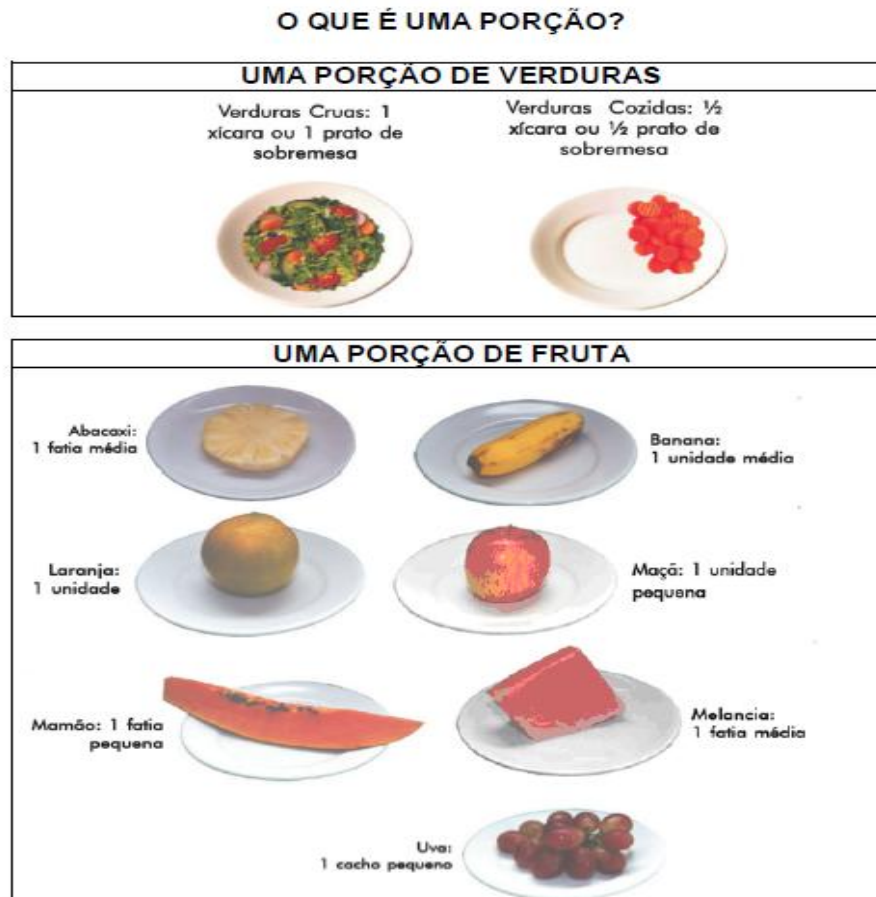 O QUE É UMA PORÇÃO?
UMA PORÇÃO DE VERDURAS
Verduras Cruas: 1
xícara ou 1 prato de
sobremesa
Verduras Cozidas: ½
xícara ou ½ prato de
sobremesa
UMA PORÇÃO DE FRUTA
Abacaxi:
1 fatia média
Banana:
1 unidade média
Laranja:
1 unidade
Maçã: 1 unidade
pequena
Mamão: 1 fatia
pequena
Melancia:
1 fatia média
Uva:
1 cacho pequeno